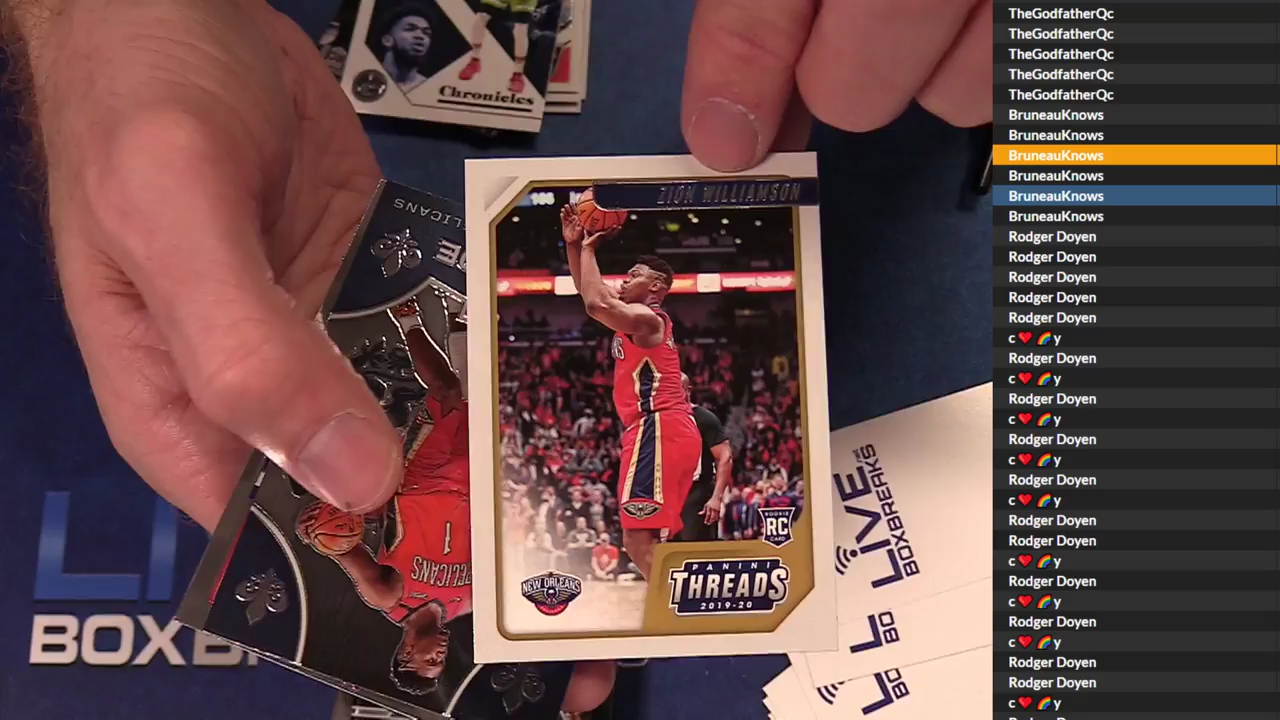 Chronicles
ZION WILLIAMSON
PELICANS
1
ROOKIE
RC
CARD
NEW ORLEANS
PANINI
THREADS
2019-20
LIVE
BOXBREAKS
TheGodfatherQc
TheGodfatherQc
TheGodfatherQc
TheGodfatherQc
TheGodfatherQc
BruneauKnows
BruneauKnows
BruneauKnows
BruneauKnows
BruneauKnows
BruneauKnows
Rodger Doyen
Rodger Doyen
Rodger Doyen
Rodger Doyen
Rodger Doyen
c ❤️ 🌈 y
Rodger Doyen
c ❤️ 🌈 y
Rodger Doyen
c ❤️ 🌈 y
Rodger Doyen
c ❤️ 🌈 y
Rodger Doyen
c ❤️ 🌈 y
Rodger Doyen
Rodger Doyen
c ❤️ 🌈 y
Rodger Doyen
c ❤️ 🌈 y
Rodger Doyen
c ❤️ 🌈 y
Rodger Doyen
Rodger Doyen
c ❤️ 🌈 y